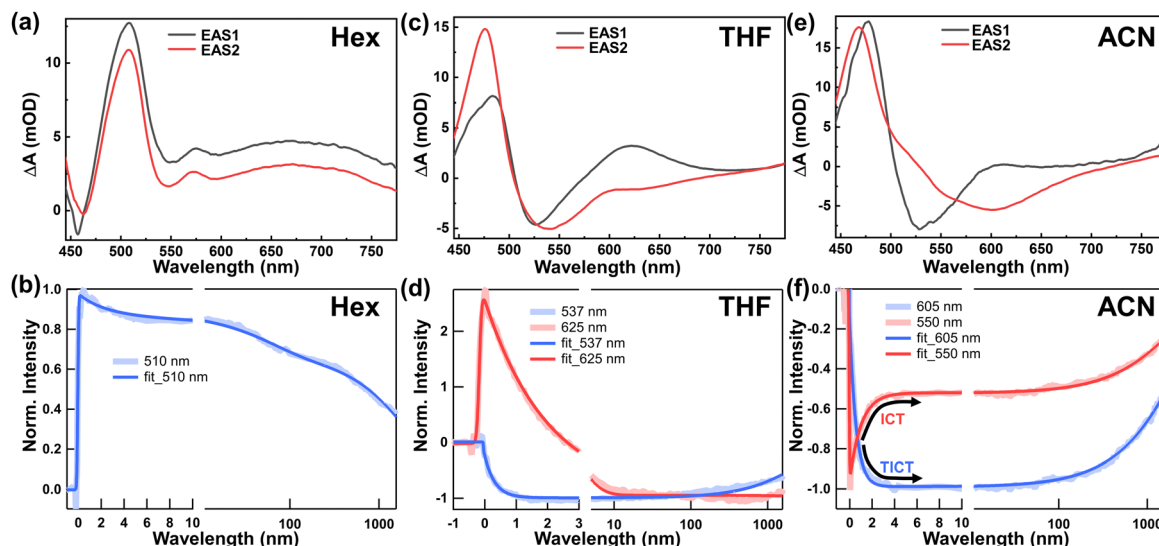 (a)
Hex
EAS1
EAS2
ΔA (mOD)
10
5
0
450 500 550 600 650 700 750
Wavelength (nm)
(c)
THF
EAS1
EAS2
ΔA (mOD)
15
10
5
0
-5
450 500 550 600 650 700 750
Wavelength (nm)
(e)
ACN
EAS1
EAS2
ΔA (mOD)
15
10
5
0
-5
450 500 550 600 650 700 750
Wavelength (nm)
(b)
Hex
510 nm
fit_510 nm
Norm. Intensity
1.0
0.8
0.6
0.4
0.2
0.0
0 2 4 6 8 10 100 1000
Wavelength (nm)
(d)
THF
537 nm
625 nm
fit_537 nm
fit_625 nm
Norm. Intensity
2
1
0
-1
-1 0 1 2 3 10 100 1000
Wavelength (nm)
(f)
ACN
605 nm
550 nm
fit_605 nm
fit_550 nm
ICT
TICT
Norm. Intensity
0.0
-0.2
-0.4
-0.6
-0.8
-1.0
0 2 4 6 8 10 100 1000
Wavelength (nm)